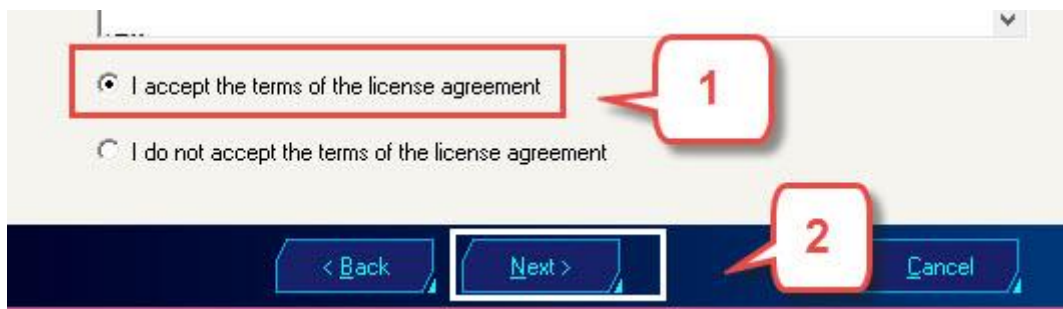 I accept the terms of the license agreement
1
I do not accept the terms of the license agreement
2
< Back Next > Cancel